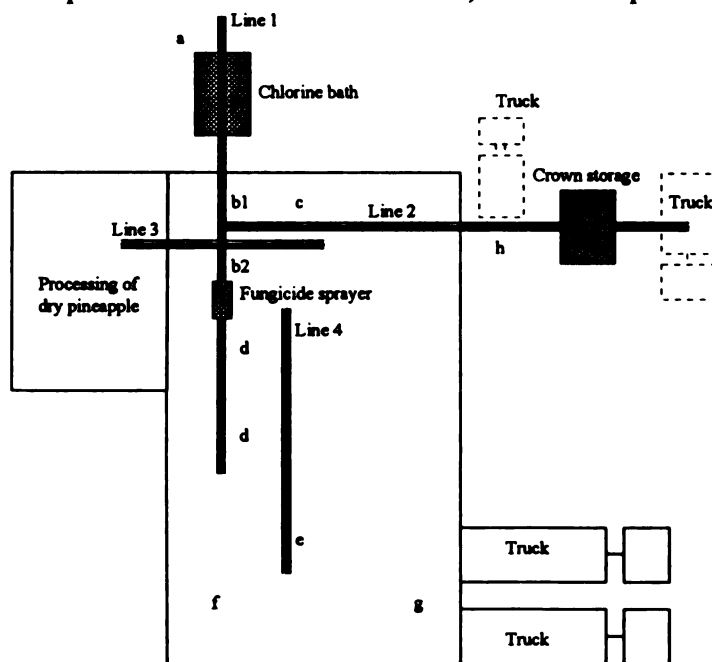 Line 1
a
Chlorine bath
Truck
Crown storage
b1
c
Line 2
Truck
Line 3
h
b2
Processing of
dry pineapple
Fungicide sprayer
Line 4
d
d
e
Truck
f
g
Truck